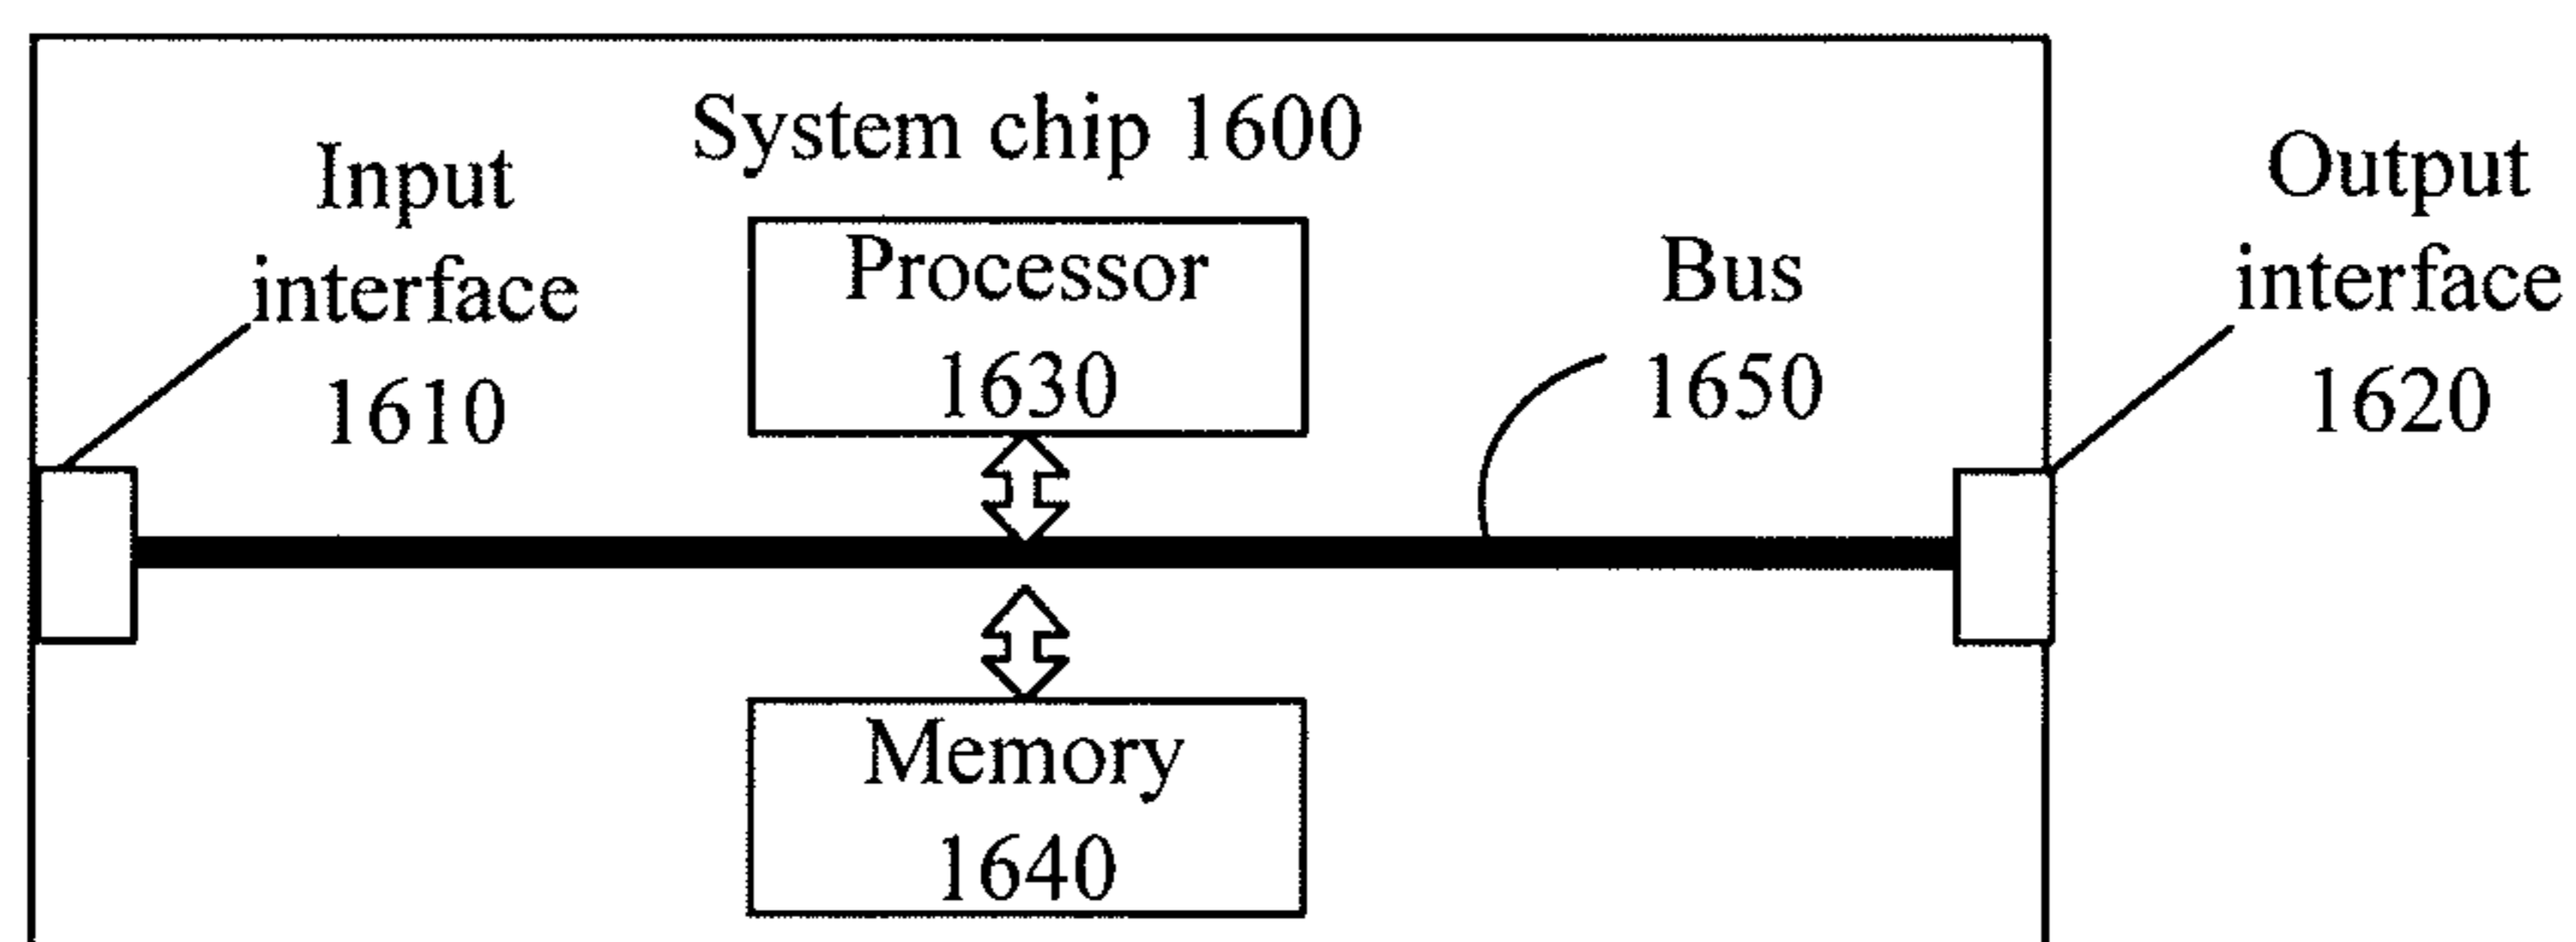 System chip 1600
Input
interface
1610
Processor
1630
Bus
1650
Output
interface
1620
Memory
1640